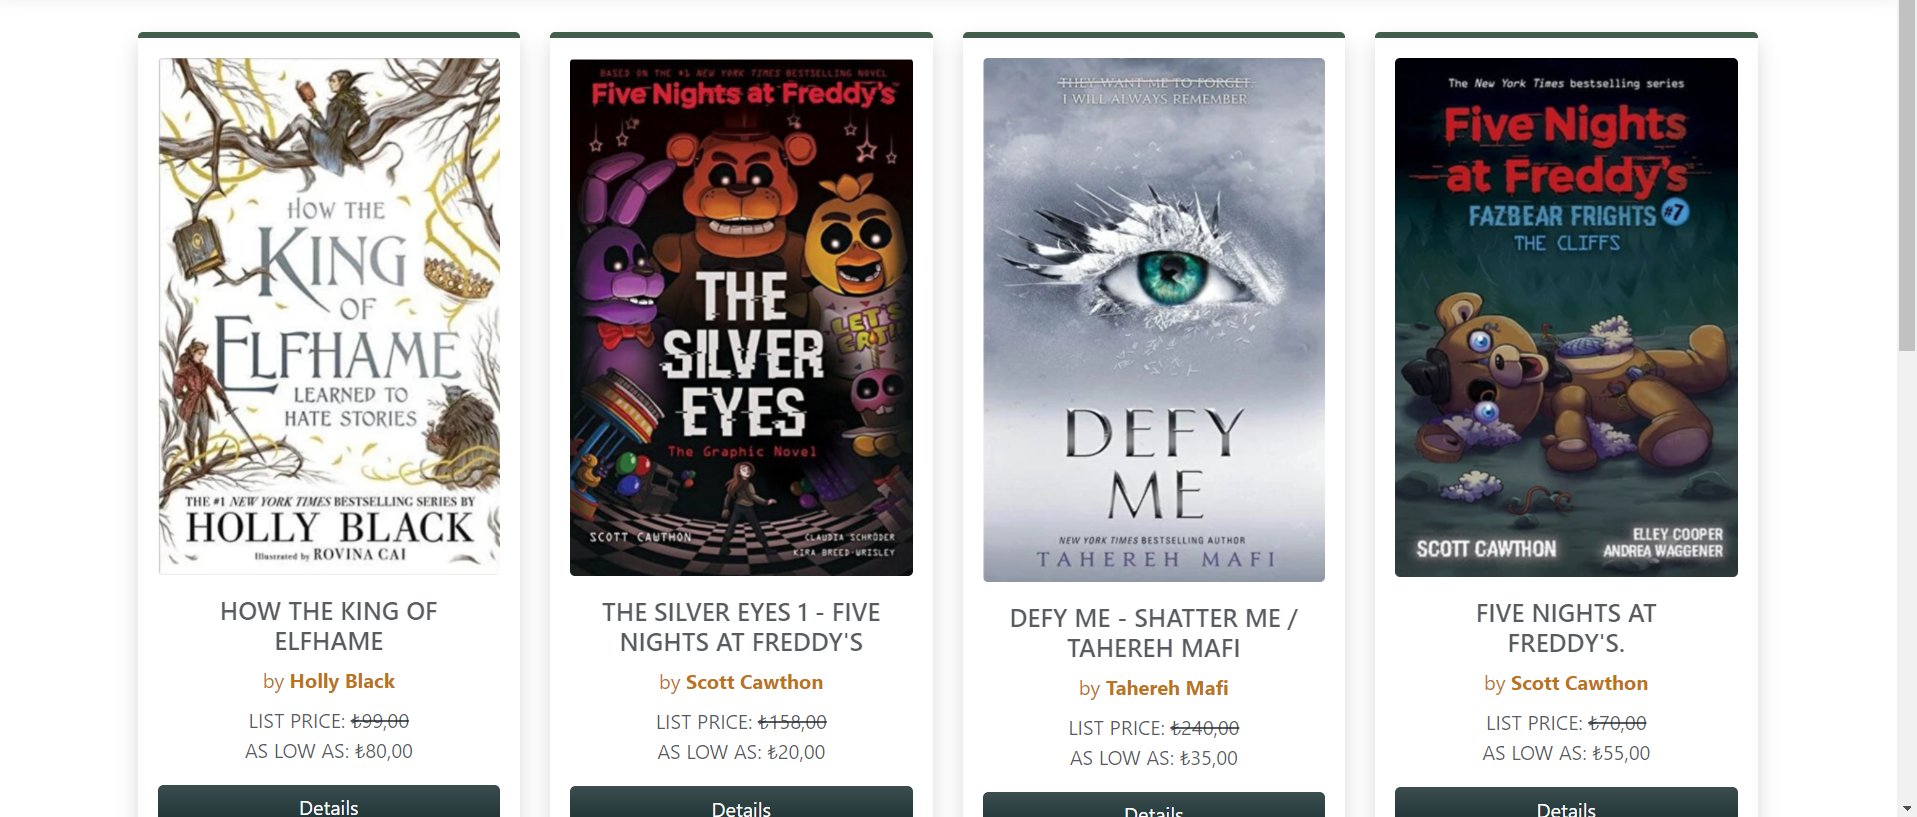 HOW THE
KING
OF
ELFHAME
LEARNED TO
HATE STORIES
THE #1 NEW YORK TIMES BESTSELLING SERIES BY
HOLLY BLACK
Illustrated by ROVINA CAI
HOW THE KING OF
ELFHAME
by Holly Black
LIST PRICE: ₺99,00
AS LOW AS: ₺80,00
Details
BASED ON THE #1 NEW YORK TIMES BESTSELLING NOVEL
Five Nights at Freddy's
LET'S
EAT!!
THE
SILVER
EYES
The Graphic Novel
SCOTT CAWTHON
CLAUDIA SCHRÖDER
KIRA BREED-WRISLEY
THE SILVER EYES 1 - FIVE
NIGHTS AT FREDDY'S
by Scott Cawthon
LIST PRICE: ₺158,00
AS LOW AS: ₺20,00
Details
THEY WANT ME TO FORGET.
I WILL ALWAYS REMEMBER.
DEFY
ME
NEW YORK TIMES BESTSELLING AUTHOR
TAHEREH MAFI
DEFY ME - SHATTER ME /
TAHEREH MAFI
by Tahereh Mafi
LIST PRICE: ₺240,00
AS LOW AS: ₺35,00
Details
The New York Times bestselling series
Five Nights
at Freddy's
FAZBEAR FRIGHTS #7
THE CLIFFS
SCOTT CAWTHON
ELLEY COOPER
ANDREA WAGGENER
FIVE NIGHTS AT
FREDDY'S.
by Scott Cawthon
LIST PRICE: ₺70,00
AS LOW AS: ₺55,00
Details